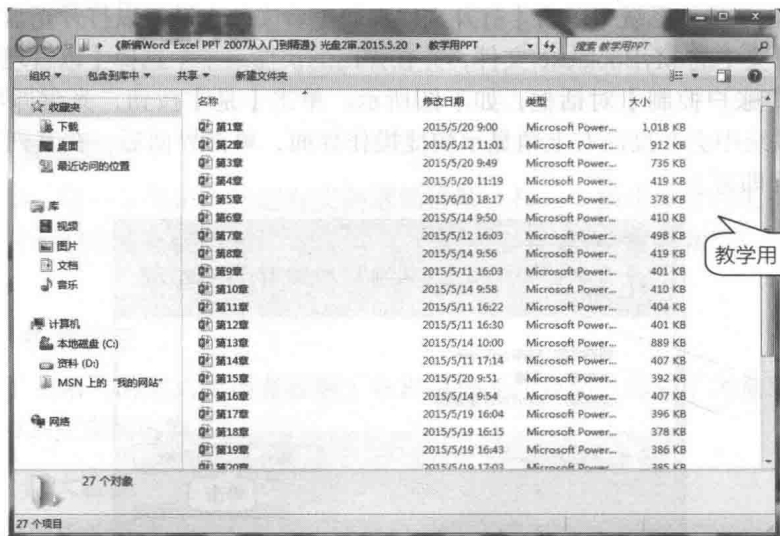 《新编Word Excel PPT 2007从入门到精通》光盘2审.2015.5.20 ▸ 教学用PPT
搜索 教学用PPT
组织 包含到库中 共享 新建文件夹
收藏夹
下载
桌面
最近访问的位置
库
视频
图片
文档
音乐
计算机
本地磁盘 (C:)
资料 (D:)
MSN 上的 "我的网站"
网络
名称 修改日期 类型 大小
第1章 2015/5/20 9:08 Microsoft Power... 1,018 KB
第2章 2015/5/12 11:01 Microsoft Power... 912 KB
第3章 2015/5/20 9:49 Microsoft Power... 736 KB
第4章 2015/5/20 11:19 Microsoft Power... 419 KB
第5章 2015/6/10 18:17 Microsoft Power... 378 KB
第6章 2015/5/14 9:50 Microsoft Power... 410 KB
第7章 2015/5/12 16:03 Microsoft Power... 498 KB
第8章 2015/5/14 9:56 Microsoft Power... 419 KB
第9章 2015/5/11 16:03 Microsoft Power... 401 KB
第10章 2015/5/14 9:58 Microsoft Power... 410 KB
第11章 2015/5/11 16:22 Microsoft Power... 404 KB
第12章 2015/5/11 16:30 Microsoft Power... 401 KB
第13章 2015/5/14 10:00 Microsoft Power... 889 KB
第14章 2015/5/11 17:14 Microsoft Power... 407 KB
第15章 2015/5/20 9:51 Microsoft Power... 392 KB
第16章 2015/5/14 9:54 Microsoft Power... 407 KB
第17章 2015/5/19 16:04 Microsoft Power... 396 KB
第18章 2015/5/19 16:15 Microsoft Power... 378 KB
第19章 2015/5/19 16:43 Microsoft Power... 386 KB
第20章 2015/5/19 17:03 Microsoft Power... 385 KB
教学用
27 个对象
27 个项目